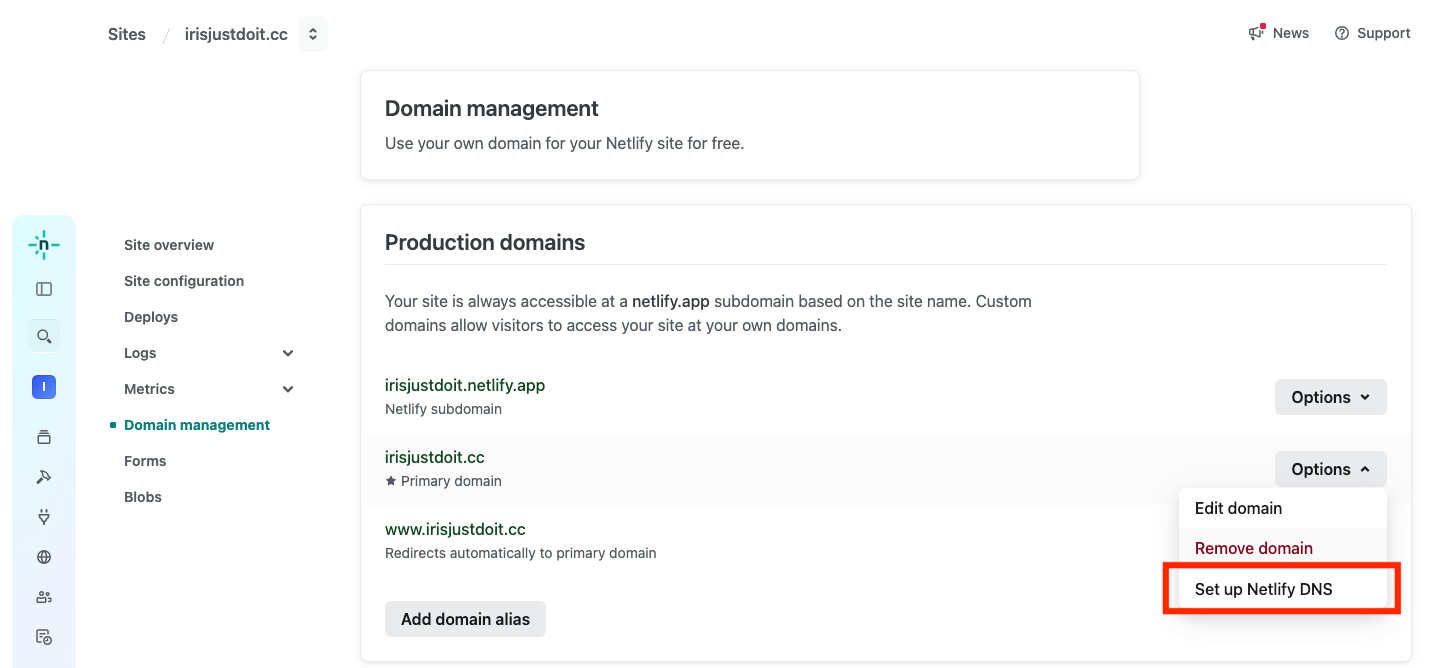 Sites / irisjustdoit.cc
News
Support
Domain management
Use your own domain for your Netlify site for free.
n
I
Site overview
Site configuration
Deploys
Logs
Metrics
Domain management
Forms
Blobs
Production domains
Your site is always accessible at a netlify.app subdomain based on the site name. Custom
domains allow visitors to access your site at your own domains.
irisjustdoit.netlify.app
Netlify subdomain
Options
irisjustdoit.cc
Primary domain
Options
Edit domain
Remove domain
Set up Netlify DNS
www.irisjustdoit.cc
Redirects automatically to primary domain
Add domain alias